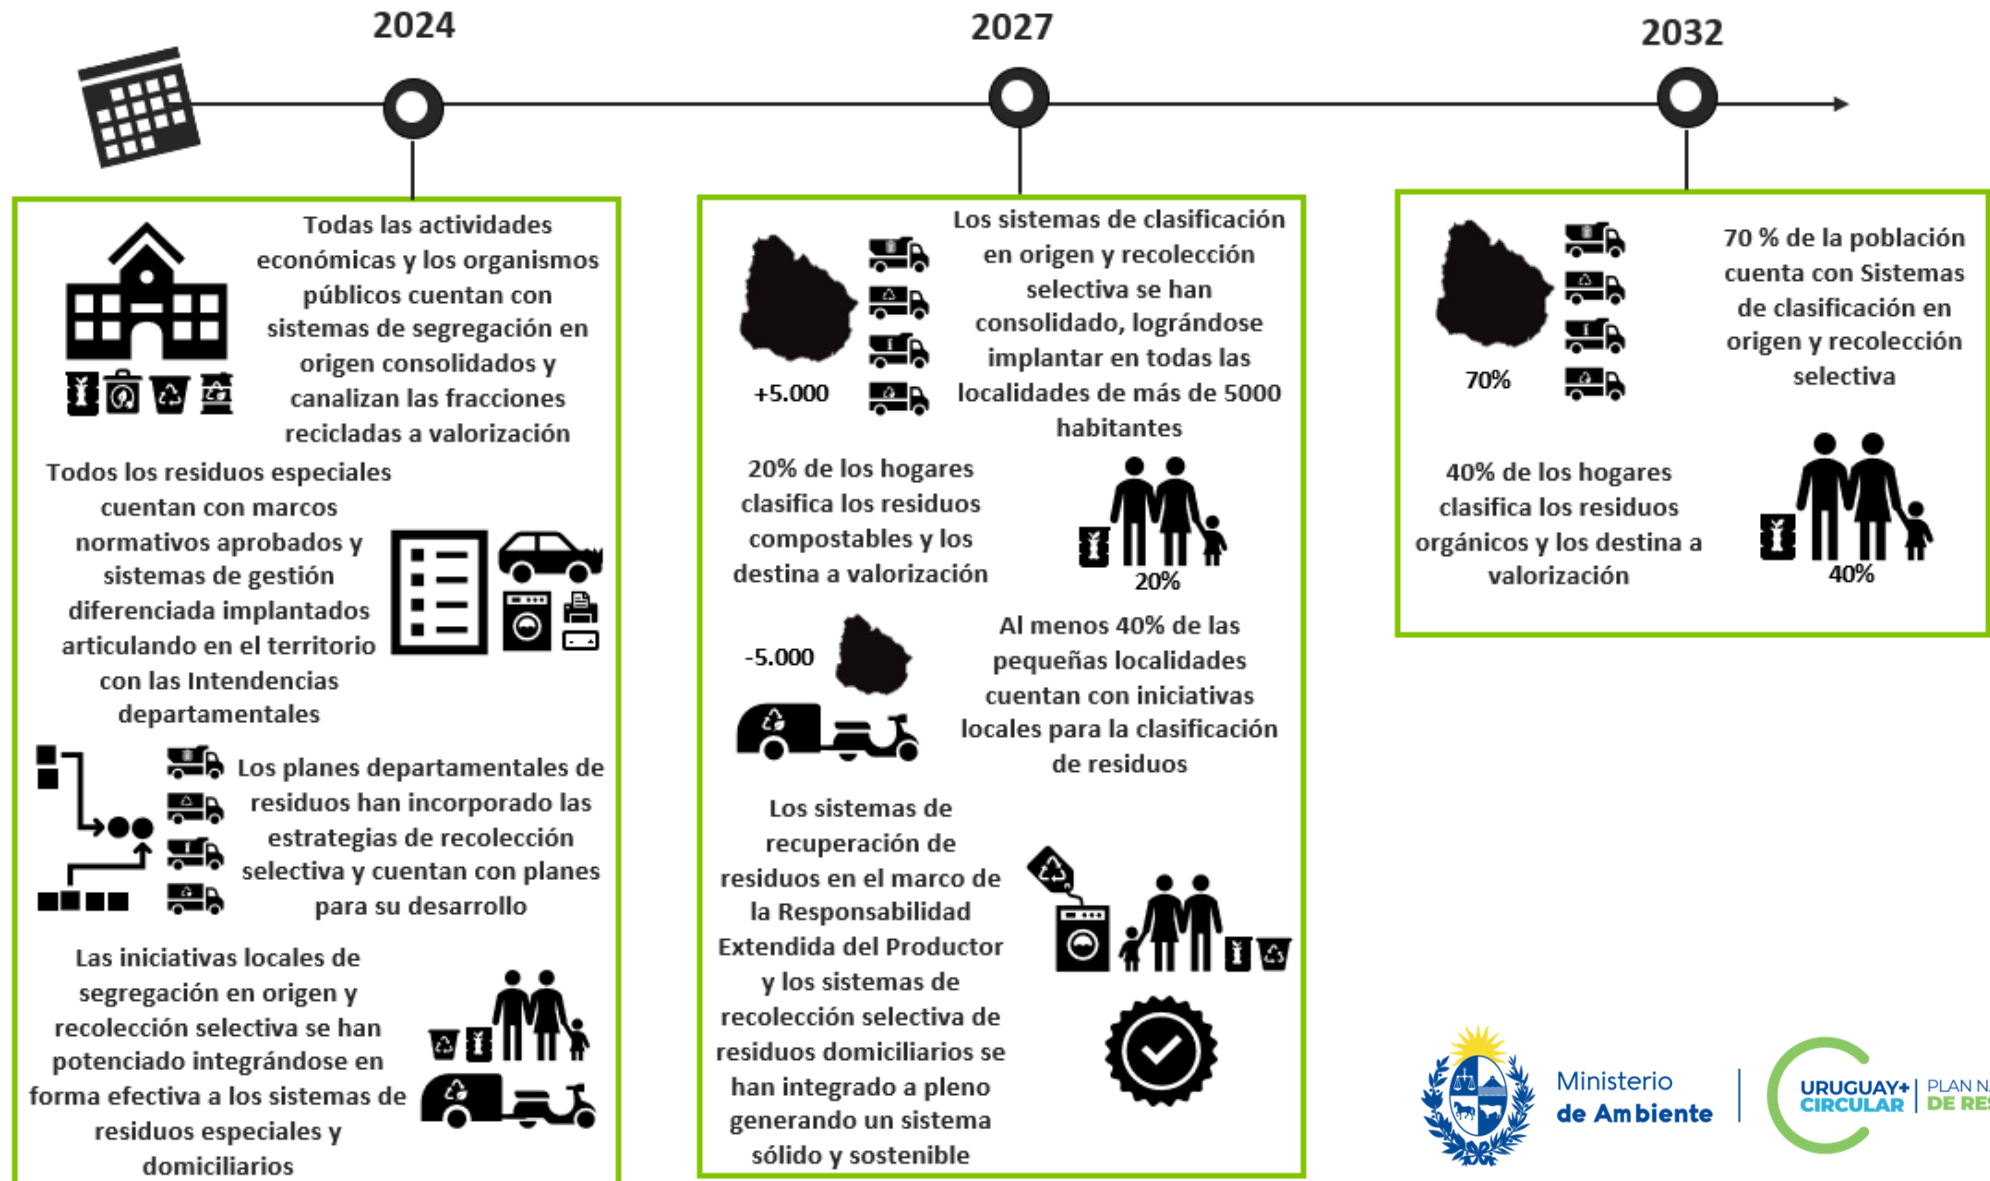 2024
Todas las actividades
económicas y los organismos
públicos cuentan con
sistemas de segregación en
origen consolidados y
canalizan las fracciones
recicladas a valorización
Todos los residuos especiales
cuentan con marcos
normativos aprobados y
sistemas de gestión
diferenciada implantados
articulando en el territorio
con las Intendencias
departamentales
Los planes departamentales de
residuos han incorporado las
estrategias de recolección
selectiva y cuentan con planes
para su desarrollo
Las iniciativas locales de
segregación en origen y
recolección selectiva se han
potenciado integrándose en
forma efectiva a los sistemas de
residuos especiales y
domiciliarios
2027
Los sistemas de clasificación
en origen y recolección
selectiva se han
consolidado, lográndose
implantar en todas las
localidades de más de 5000
habitantes
+5.000
20% de los hogares
clasifica los residuos
compostables y los
destina a valorización
20%
-5.000
Al menos 40% de las
pequeñas localidades
cuentan con iniciativas
locales para la clasificación
de residuos
Los sistemas de
recuperación de
residuos en el marco de
la Responsabilidad
Extendida del Productor
y los sistemas de
recolección selectiva de
residuos domiciliarios se
han integrado a pleno
generando un sistema
sólido y sostenible
2032
70 % de la población
cuenta con Sistemas
de clasificación en
origen y recolección
selectiva
70%
40% de los hogares
clasifica los residuos
orgánicos y los destina a
valorización
40%
Ministerio
de Ambiente
URUGUAY+
CIRCULAR
PLAN NA
DE RES